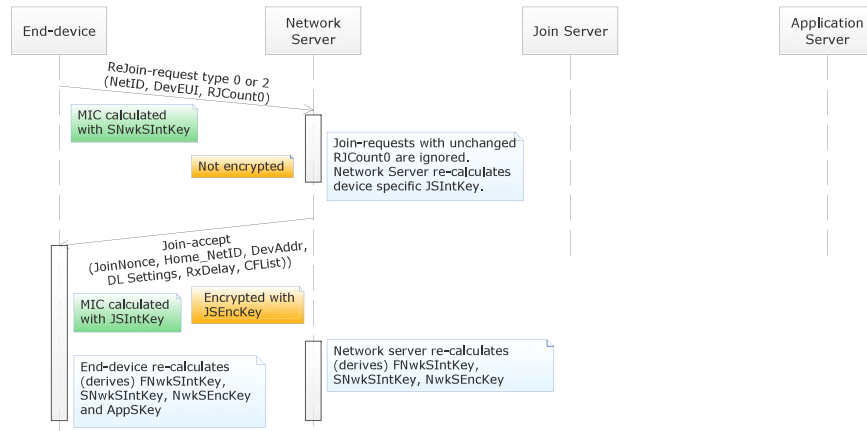 End-device
Network
Server
Join Server
Application
Server
ReJoin-request type 0 or 2
(NetID, DevEUI, RJCount0)
MIC calculated
with SNwkSIntKey
Not encrypted
Join-requests with unchanged
RJCount0 are ignored.
Network Server re-calculates
device specific JSIntKey.
Join-accept
(JoinNonce, Home_NetID, DevAddr,
DL Settings, RxDelay, CFList))
MIC calculated
with JSIntKey
Encrypted with
JSEncKey
End-device re-calculates
(derives) FNwkSIntKey,
SNwkSIntKey, NwkSEncKey
and AppSKey
Network server re-calculates
(derives) FNwkSIntKey,
SNwkSIntKey, NwkSEncKey